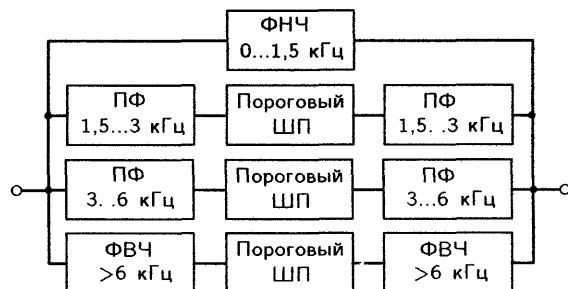 ФНЧ
0...1,5 кГц
ПФ
1,5...3 кГц
Пороговый
ШП
ПФ
1,5. .3 кГц
ПФ
3. .6 кГц
Пороговый
ШП
ПФ
3...6 кГц
ФВЧ
>6 кГц
Пороговый
ШП
ФВЧ
>6 кГц